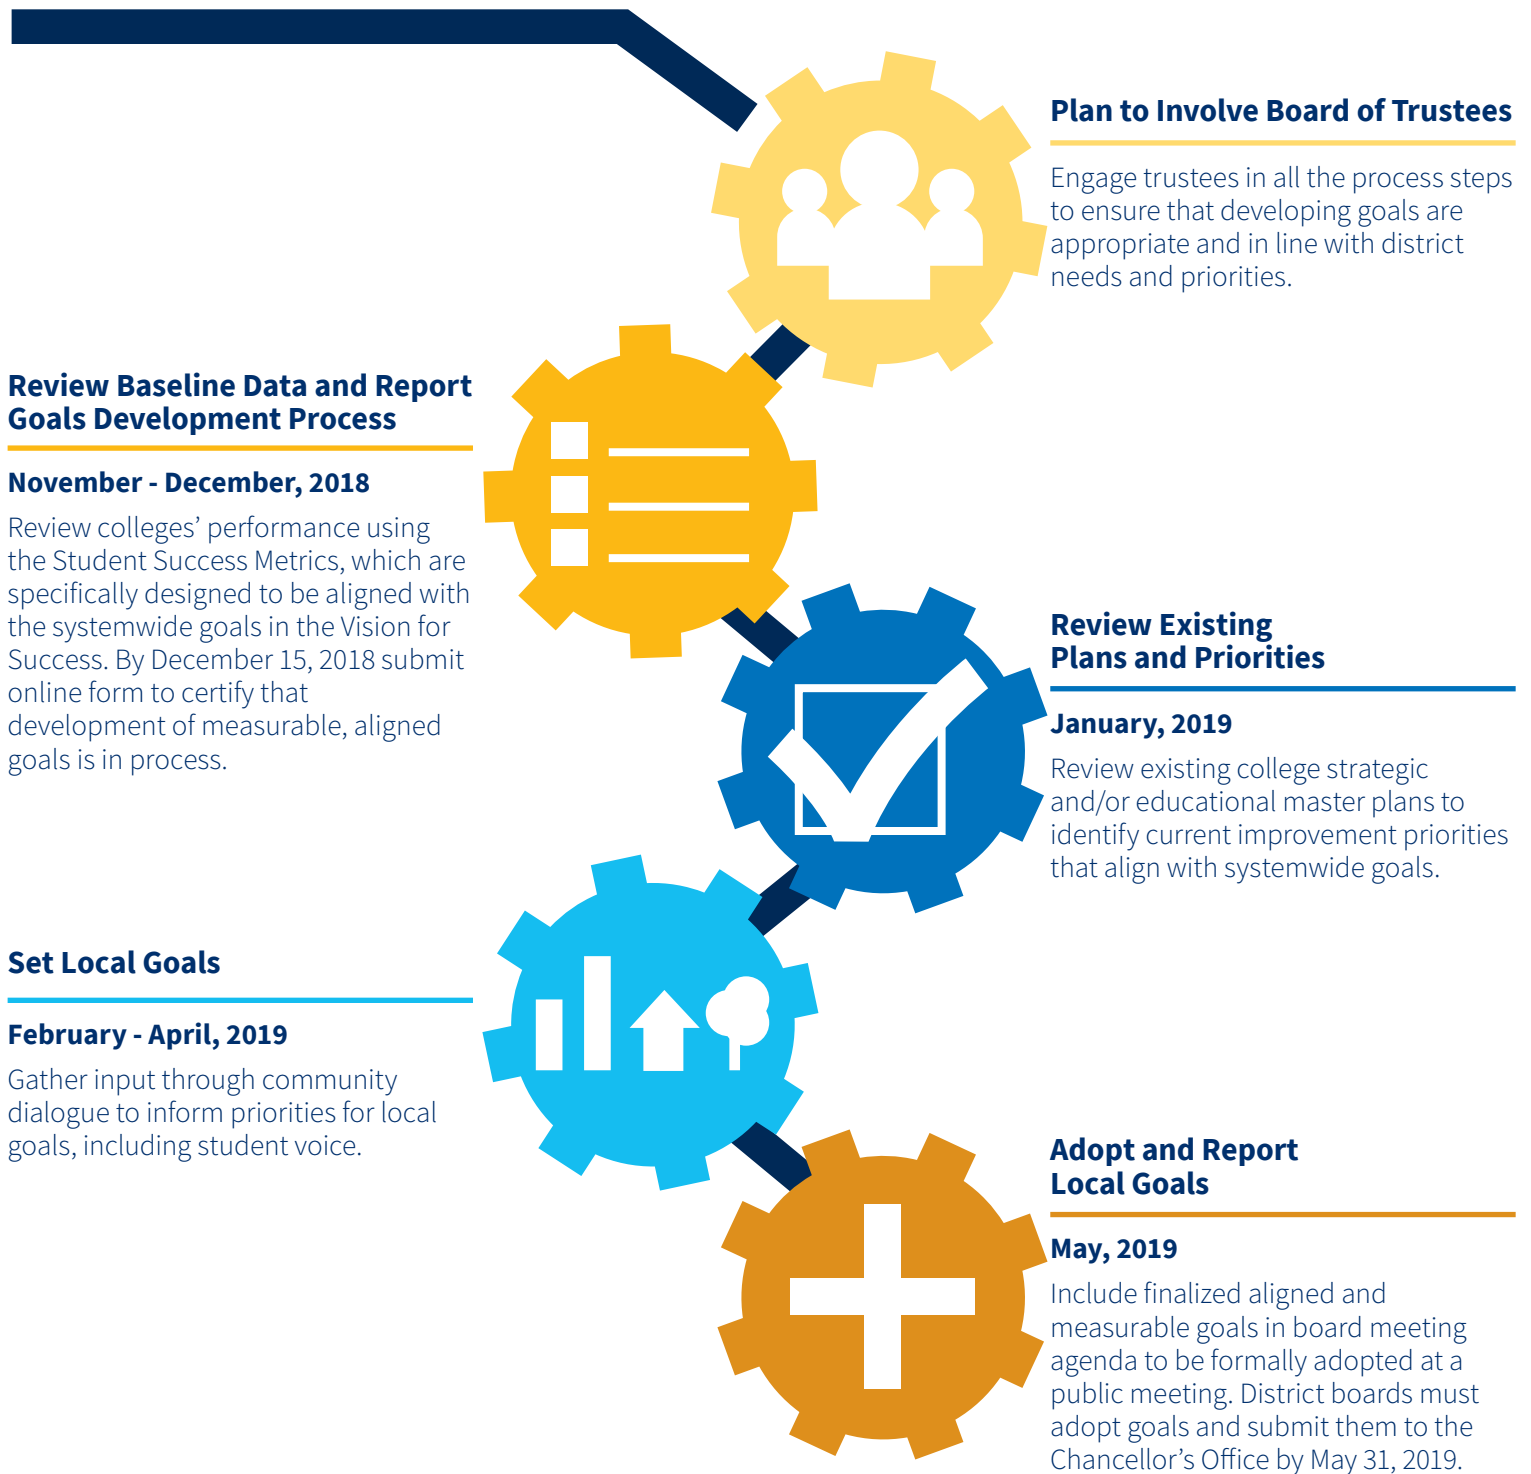 Plan to Involve Board of Trustees
Engage trustees in all the process steps
to ensure that developing goals are
appropriate and in line with district
needs and priorities.
Review Baseline Data and Report
Goals Development Process
November - December, 2018
Review colleges’ performance using
the Student Success Metrics, which are
specifically designed to be aligned with
the systemwide goals in the Vision for
Success. By December 15, 2018 submit
online form to certify that
development of measurable, aligned
goals is in process.
Review Existing
Plans and Priorities
January, 2019
Review existing college strategic
and/or educational master plans to
identify current improvement priorities
that align with systemwide goals.
Set Local Goals
February - April, 2019
Gather input through community
dialogue to inform priorities for local
goals, including student voice.
Adopt and Report
Local Goals
May, 2019
Include finalized aligned and
measurable goals in board meeting
agenda to be formally adopted at a
public meeting. District boards must
adopt goals and submit them to the
Chancellor’s Office by May 31, 2019.